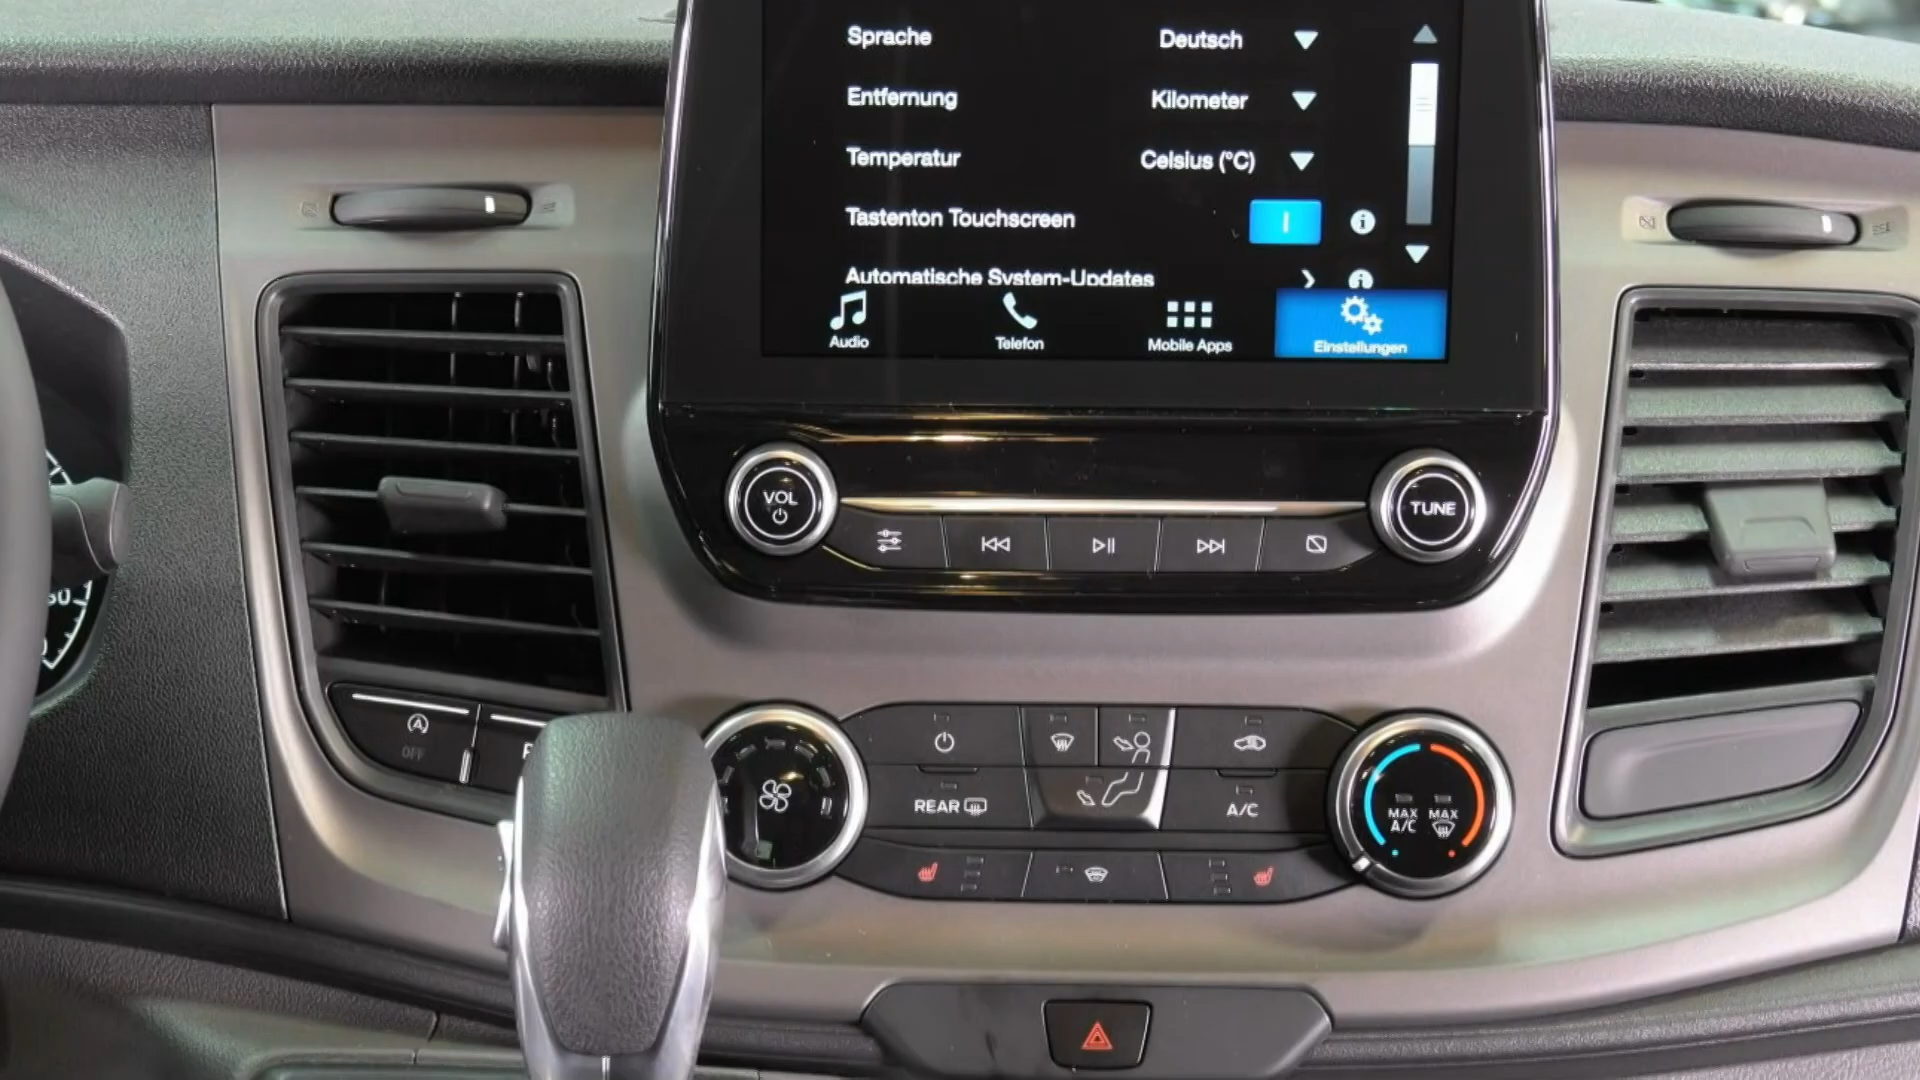 Sprache Deutsch
Entfernung Kilometer
Temperatur Celsius (°C)
Tastenton Touchscreen
Automatische System-Updates
Audio Telefon Mobile Apps Einstellungen
VOL TUNE
A
OFF
REAR A/C
MAX MAX
A/C